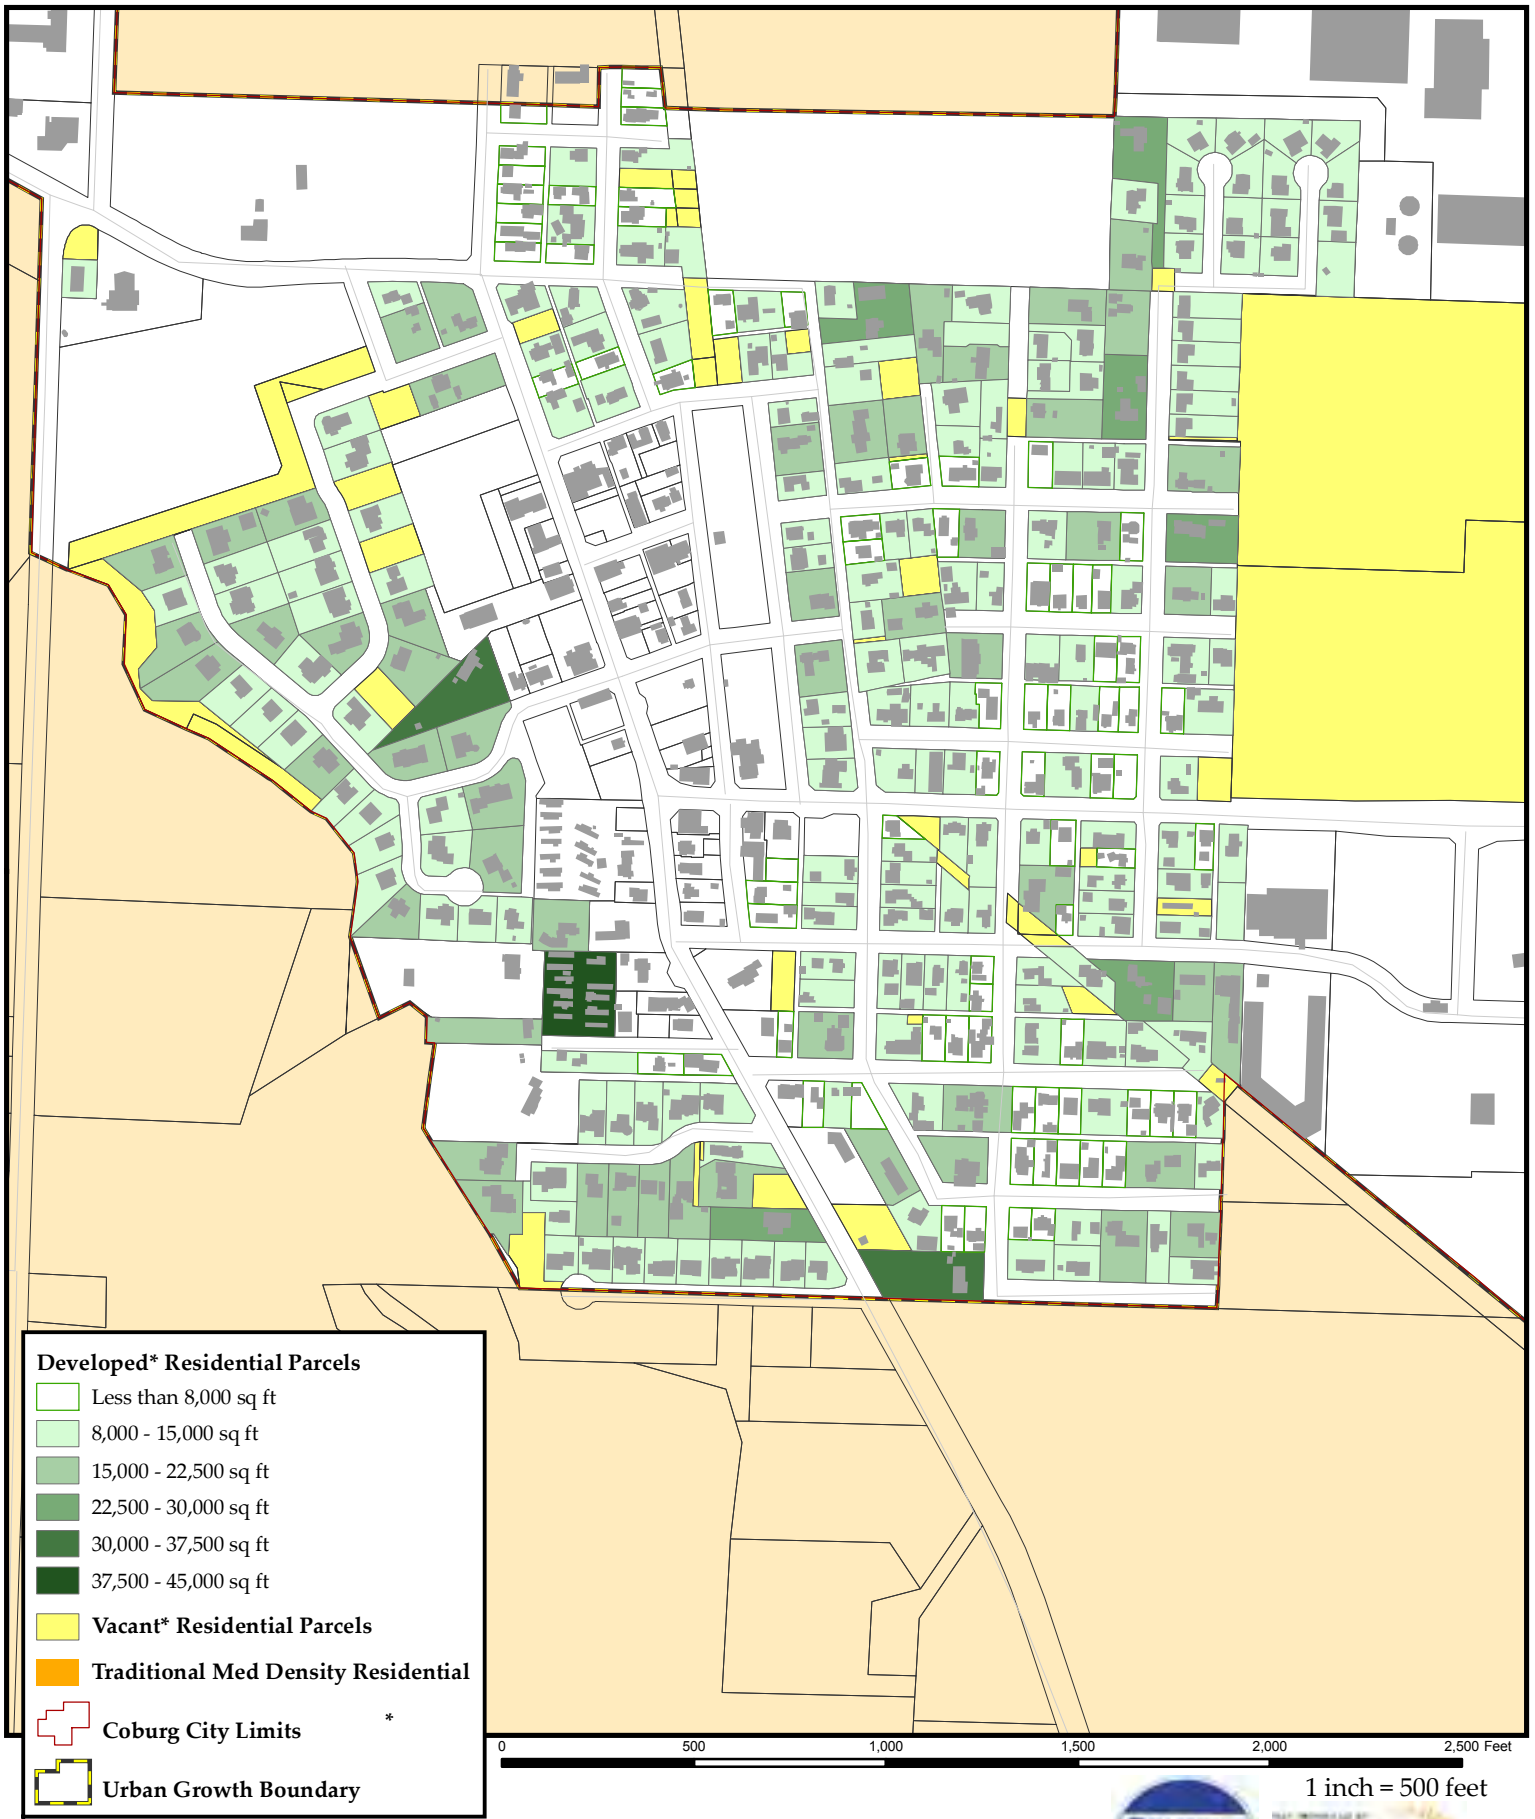 Developed* Residential Parcels
Less than 8,000 sq ft
8,000 - 15,000 sq ft
15,000 - 22,500 sq ft
22,500 - 30,000 sq ft
30,000 - 37,500 sq ft
37,500 - 45,000 sq ft
Vacant* Residential Parcels
Traditional Med Density Residential
Coburg City Limits *
Urban Growth Boundary
0 500 1,000 1,500 2,000 2,500 Feet
1 inch = 500 feet